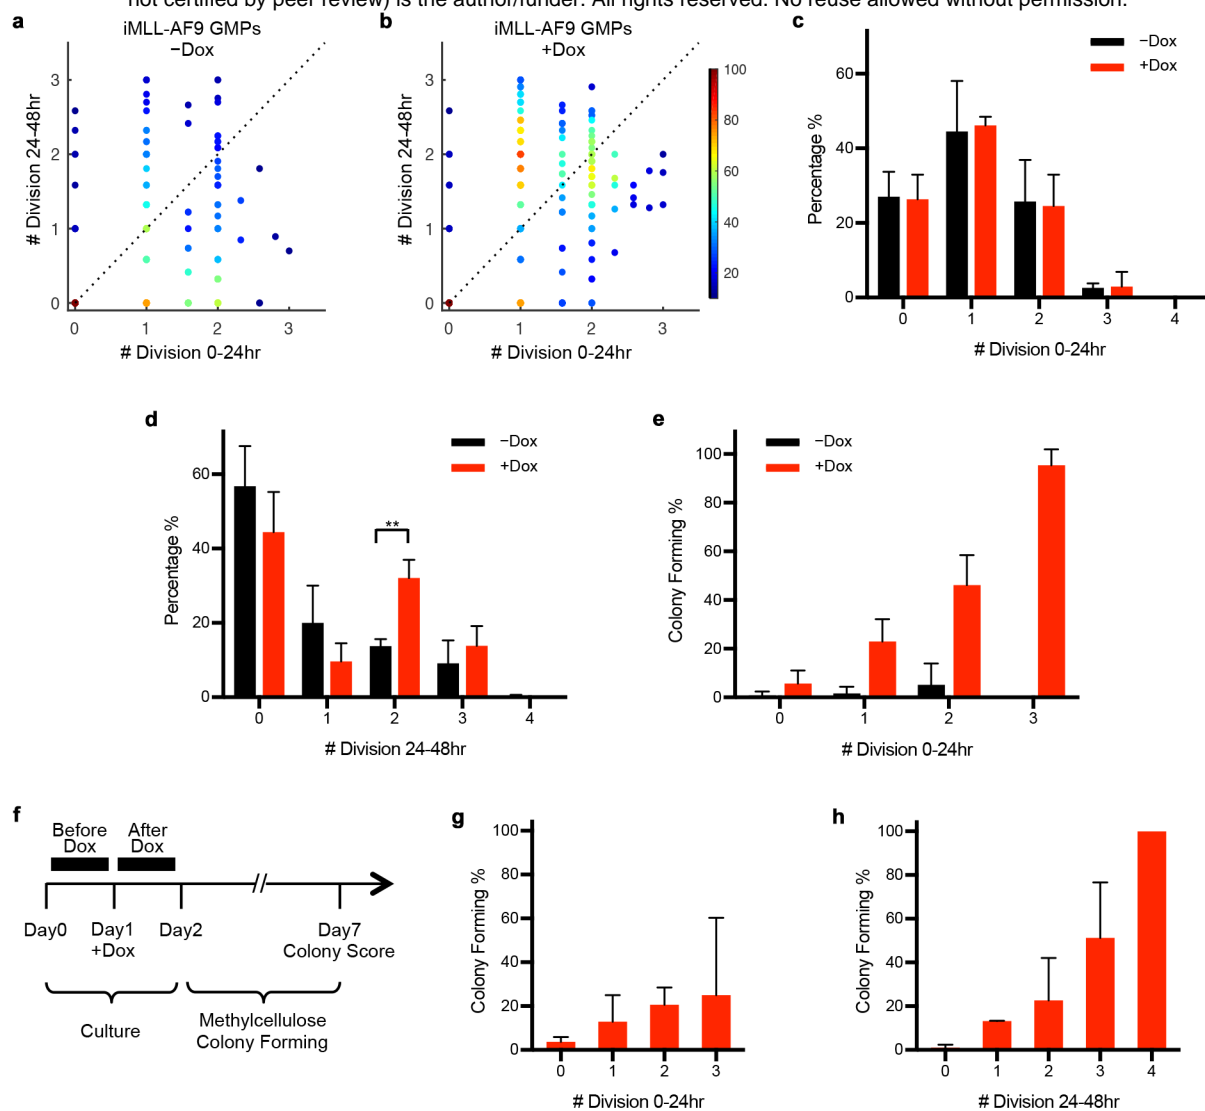 not certified by peer review) is the author/funder. All rights reserved. No reuse allowed without permission.
a
iMLL-AF9 GMPs
−Dox
# Division 24-48hr
3
2
1
0
0 1 2 3
# Division 0-24hr
b
iMLL-AF9 GMPs
+Dox
# Division 24-48hr
3
2
1
0
0 1 2 3
# Division 0-24hr
100
80
60
40
20
c
−Dox
+Dox
Percentage %
60
40
20
0
0 1 2 3 4
# Division 0-24hr
d
−Dox
+Dox
**
Percentage %
60
40
20
0
0 1 2 3 4
# Division 24-48hr
e
−Dox
+Dox
Colony Forming %
100
80
60
40
20
0
0 1 2 3
# Division 0-24hr
f
Before
Dox
After
Dox
Day0
Day1
+Dox
Day2
Day7
Colony Score
Culture
Methylcellulose
Colony Forming
g
Colony Forming %
100
80
60
40
20
0
0 1 2 3
# Division 0-24hr
h
Colony Forming %
100
80
60
40
20
0
0 1 2 3 4
# Division 24-48hr